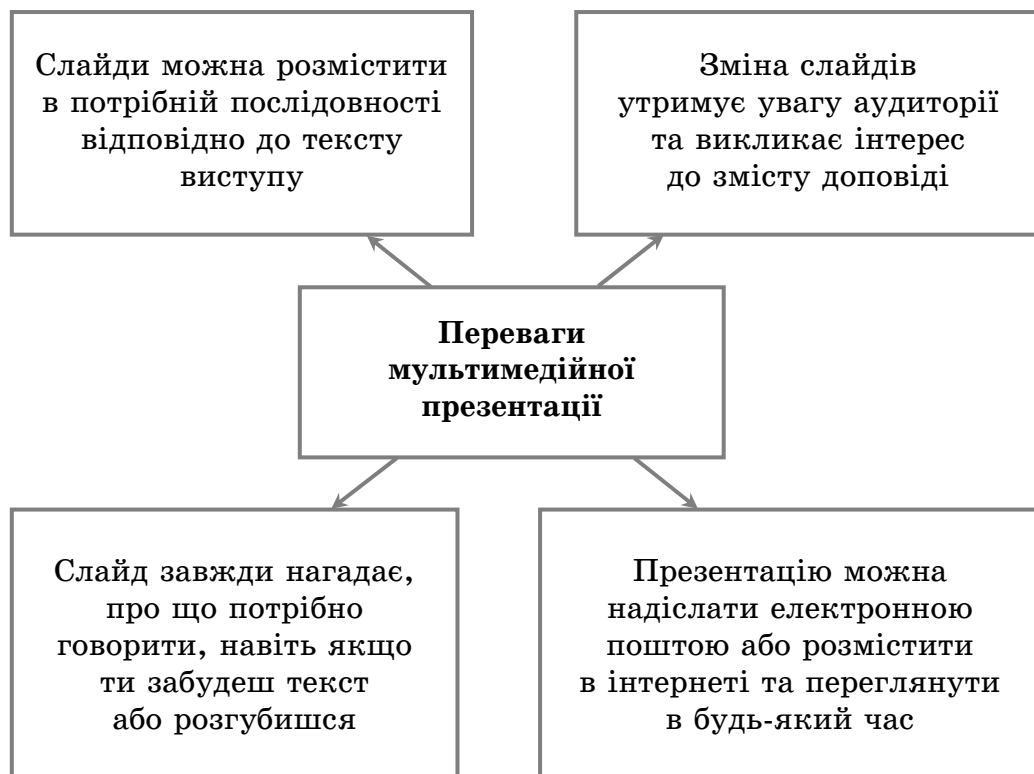 Слайди можна розмістити
в потрібній послідовності
відповідно до тексту
виступу
Зміна слайдів
утримує увагу аудиторії
та викликає інтерес
до змісту доповіді
Переваги
мультимедійної
презентації
Слайд завжди нагадає,
про що потрібно
говорити, навіть якщо
ти забудеш текст
або розгубишся
Презентацію можна
надіслати електронною
поштою або розмістити
в інтернеті та переглянути
в будь-який час